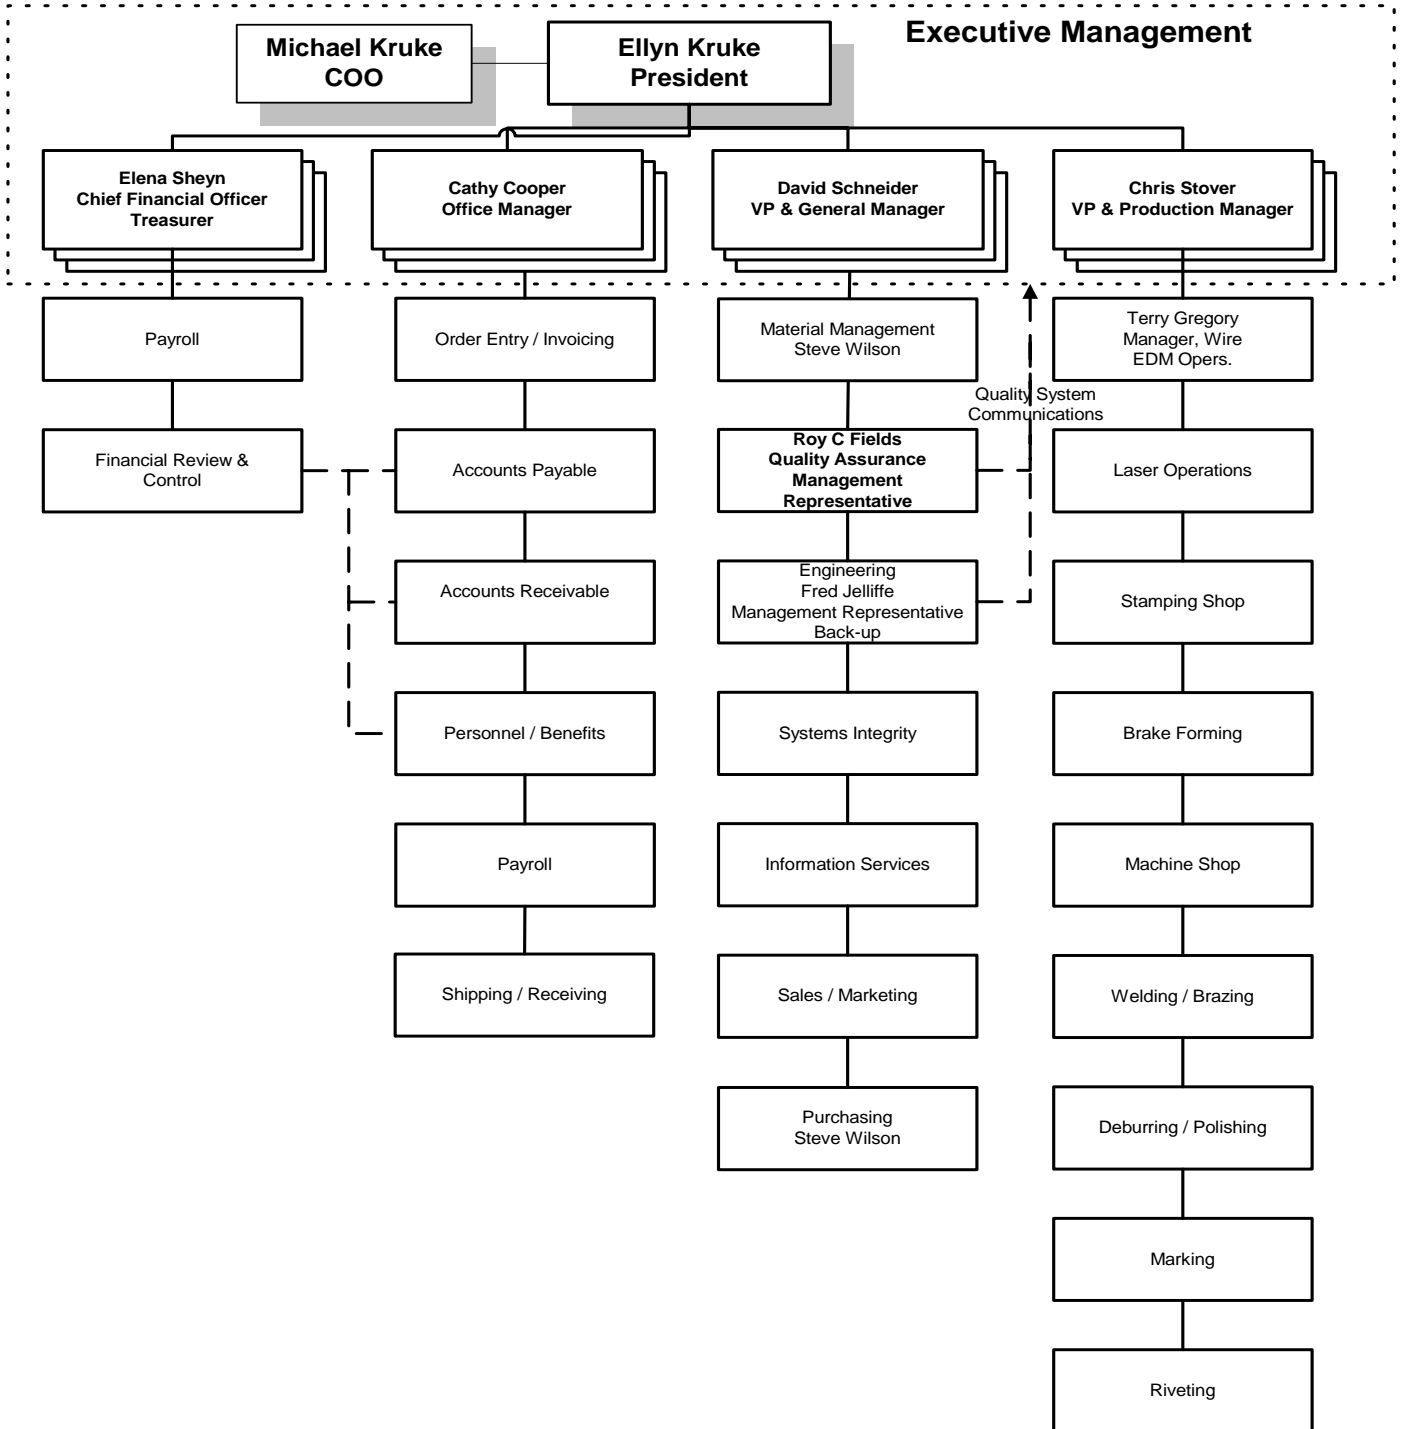 Executive Management
Michael Kruke
COO
Ellyn Kruke
President
Elena Sheyn
Chief Financial Officer
Treasurer
Cathy Cooper
Office Manager
David Schneider
VP & General Manager
Chris Stover
VP & Production Manager
Payroll
Financial Review &
Control
Order Entry / Invoicing
Accounts Payable
Accounts Receivable
Personnel / Benefits
Payroll
Shipping / Receiving
Material Management
Steve Wilson
Quality System
Communications
Roy C Fields
Quality Assurance
Management
Representative
Engineering
Fred Jelliffe
Management Representative
Back-up
Systems Integrity
Information Services
Sales / Marketing
Purchasing
Steve Wilson
Terry Gregory
Manager, Wire
EDM Opers.
Laser Operations
Stamping Shop
Brake Forming
Machine Shop
Welding / Brazing
Deburring / Polishing
Marking
Riveting